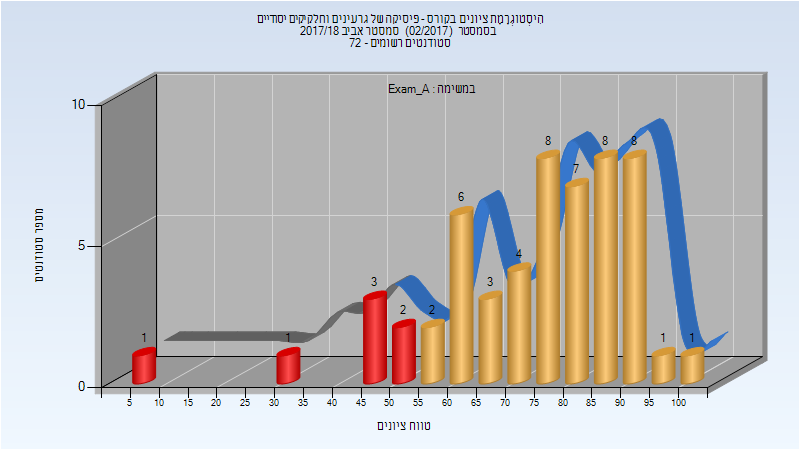 היסטוגרמת ציונים בקורס - פיסיקה של גרעינים וחלקיקים יסודיים
בסמסטר (02/2017) סמסטר אביב 2017/18
סטודנטים רשומים - 72
במשימה : Exam_A
מספר סטודנטים
10
5
0
1
1
3
2
2
6
3
4
8
7
8
8
1
1
5 10 15 20 25 30 35 40 45 50 55 60 65 70 75 80 85 90 95 100
טווח ציונים